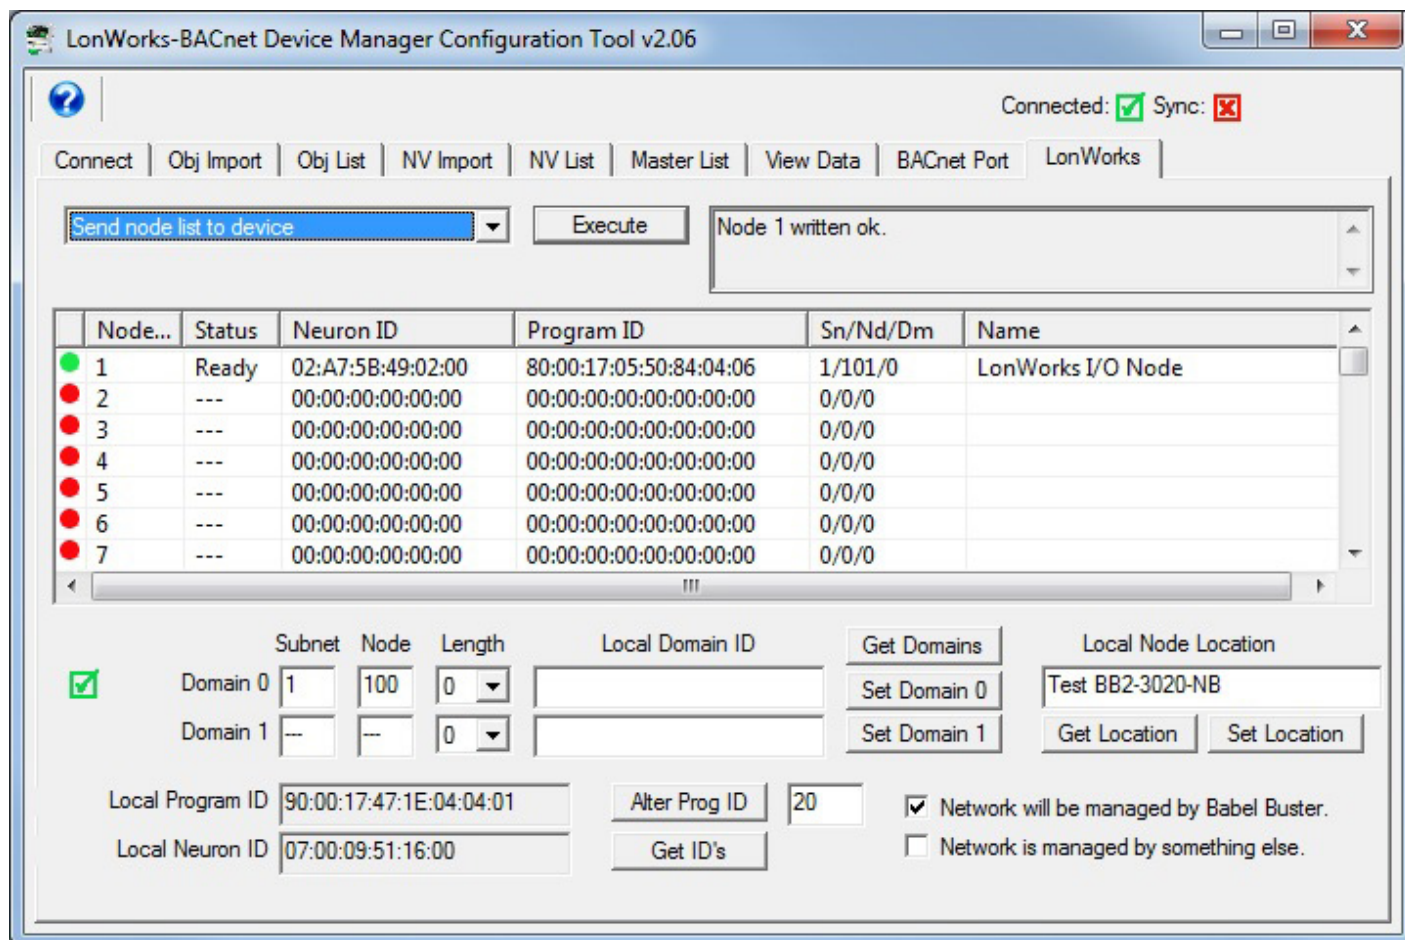 LonWorks-BACnet Device Manager Configuration Tool v2.06
Connected: Sync:
Connect Obj Import Obj List NV Import NV List Master List View Data BACnet Port LonWorks
Send node list to device Execute Node 1 written ok.
Node... Status Neuron ID Program ID Sn/Nd/Dm Name
1 Ready 02:A7:5B:49:02:00 80:00:17:05:50:84:04:06 1/101/0 LonWorks I/O Node
2 --- 00:00:00:00:00:00 00:00:00:00:00:00:00:00 0/0/0
3 --- 00:00:00:00:00:00 00:00:00:00:00:00:00:00 0/0/0
4 --- 00:00:00:00:00:00 00:00:00:00:00:00:00:00 0/0/0
5 --- 00:00:00:00:00:00 00:00:00:00:00:00:00:00 0/0/0
6 --- 00:00:00:00:00:00 00:00:00:00:00:00:00:00 0/0/0
7 --- 00:00:00:00:00:00 00:00:00:00:00:00:00:00 0/0/0
Subnet Node Length Local Domain ID Get Domains Local Node Location
Domain 0 1 100 0 Set Domain 0 Test BB2-3020-NB
Domain 1 --- --- 0 Set Domain 1 Get Location Set Location
Local Program ID 90:00:17:47:1E:04:04:01 Alter Prog ID 20 Network will be managed by Babel Buster.
Local Neuron ID 07:00:09:51:16:00 Get ID's Network is managed by something else.